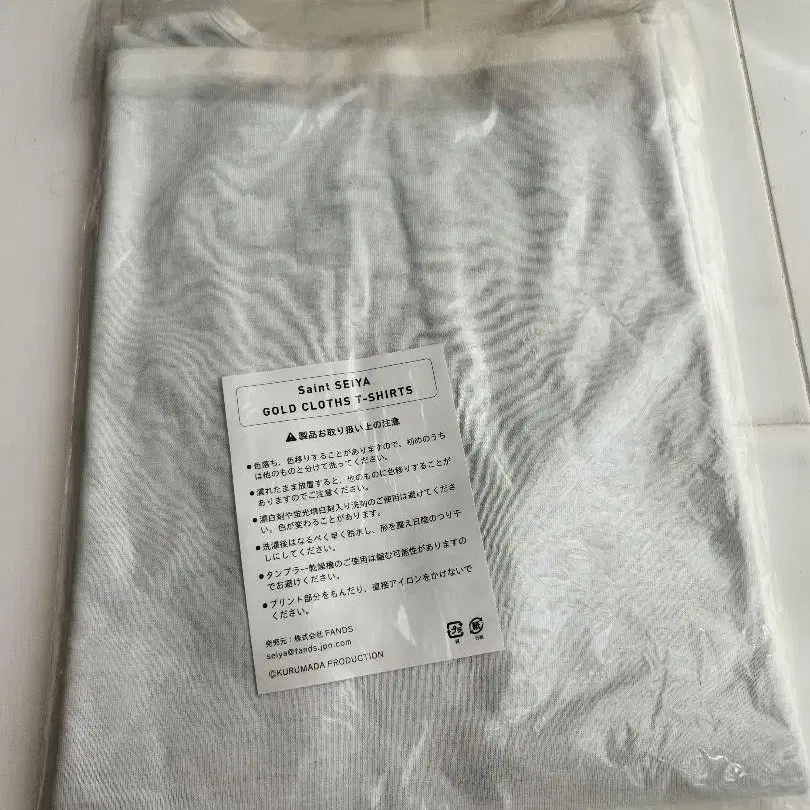 Saint SEIYA
GOLD CLOTHS T-SHIRTS
⚠製品お取り扱い上の注意
●色落ち、色移りすることがありますので、初めのうち
は他のものと分けて洗ってください。
●濡れたまま放置すると、他のものに色移りすることが
ありますのでご注意ください。
●漂白剤や蛍光増白剤入り洗剤のご使用は避けてくださ
い。色が変わることがあります。
●洗濯後はなるべく早く脱水し、形を整え日陰のつり干
しにしてください。
●タンブラー乾燥機のご使用は縮む可能性がありますの
でお避けください。
●プリント部分をもんだり、直接アイロンをかけないで
ください。
発売元：株式会社 FANDS
seiya@fands.jpn.com
©KURUMADA PRODUCTION
プラ
紙